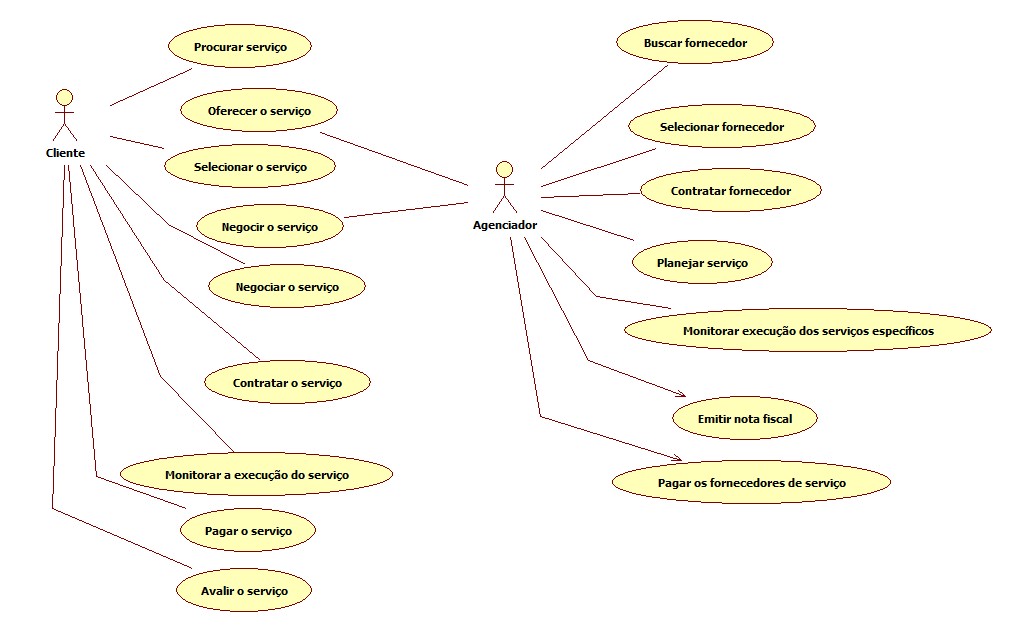 Procurar serviço
Buscar fornecedor
Oferecer o serviço
Selecionar fornecedor
Cliente
Selecionar o serviço
Contratar fornecedor
Negocir o serviço
Agenciador
Planejar serviço
Negociar o serviço
Monitorar execução dos serviços específicos
Contratar o serviço
Emitir nota fiscal
Monitorar a execução do serviço
Pagar os fornecedores de serviço
Pagar o serviço
Avalir o serviço